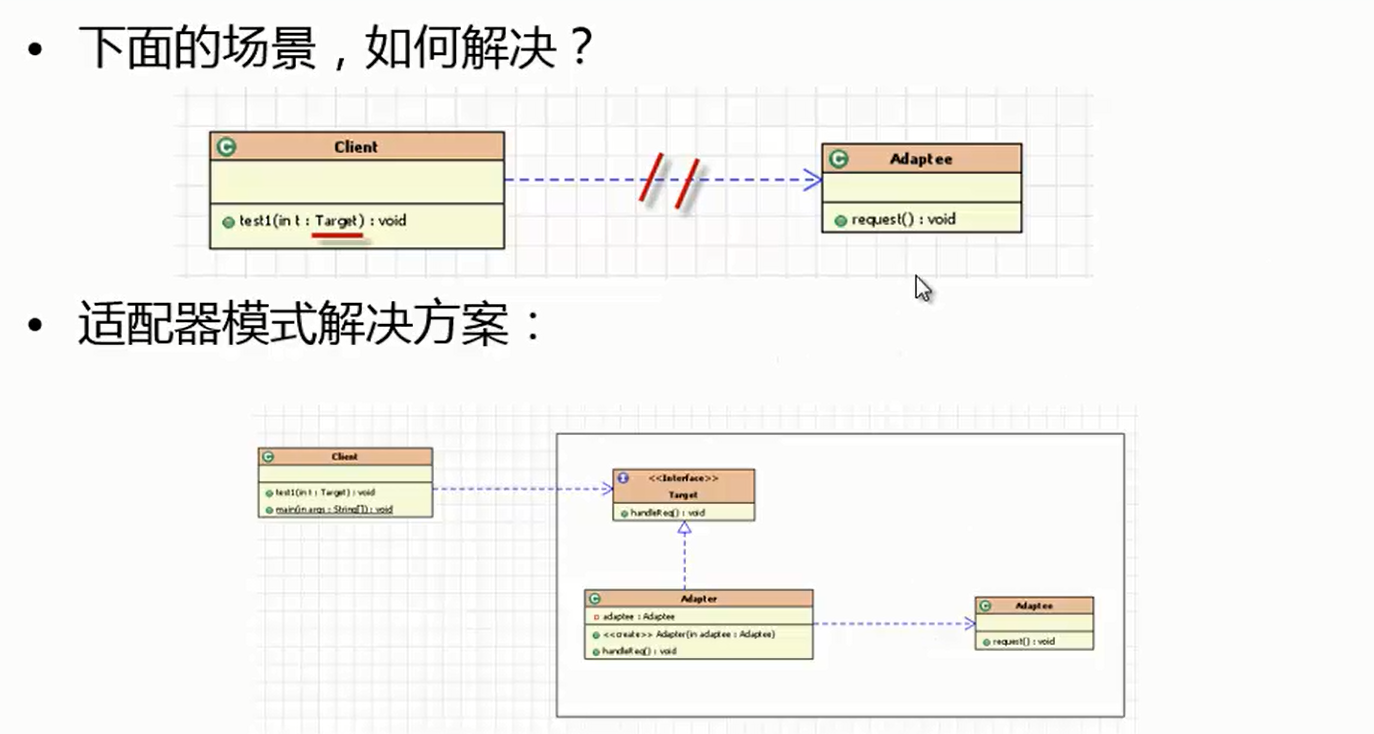 • 下面的场景，如何解决？
Client
test1(in t : Target) : void
Adaptee
request() : void
• 适配器模式解决方案：
Client
test1(in t : Target) : void
main(in args : String[]) : void
<<Interface>>
Target
handleReq() : void
Adapter
adaptee : Adaptee
<<create>> Adapter(in adaptee : Adaptee)
handleReq() : void
Adaptee
request() : void